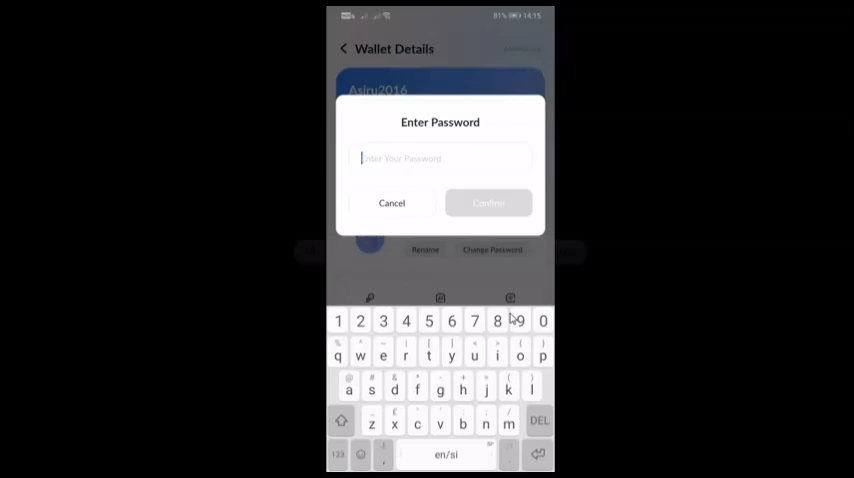 81% 14:15
Wallet Details
Asiru2016
Enter Password
Enter Your Password
Cancel Confirm
Rename Change Password
1 2 3 4 5 6 7 8 9 0
q w e r t y u i o p
a s d f g h j k l
z x c v b n m DEL
123 , en/si .